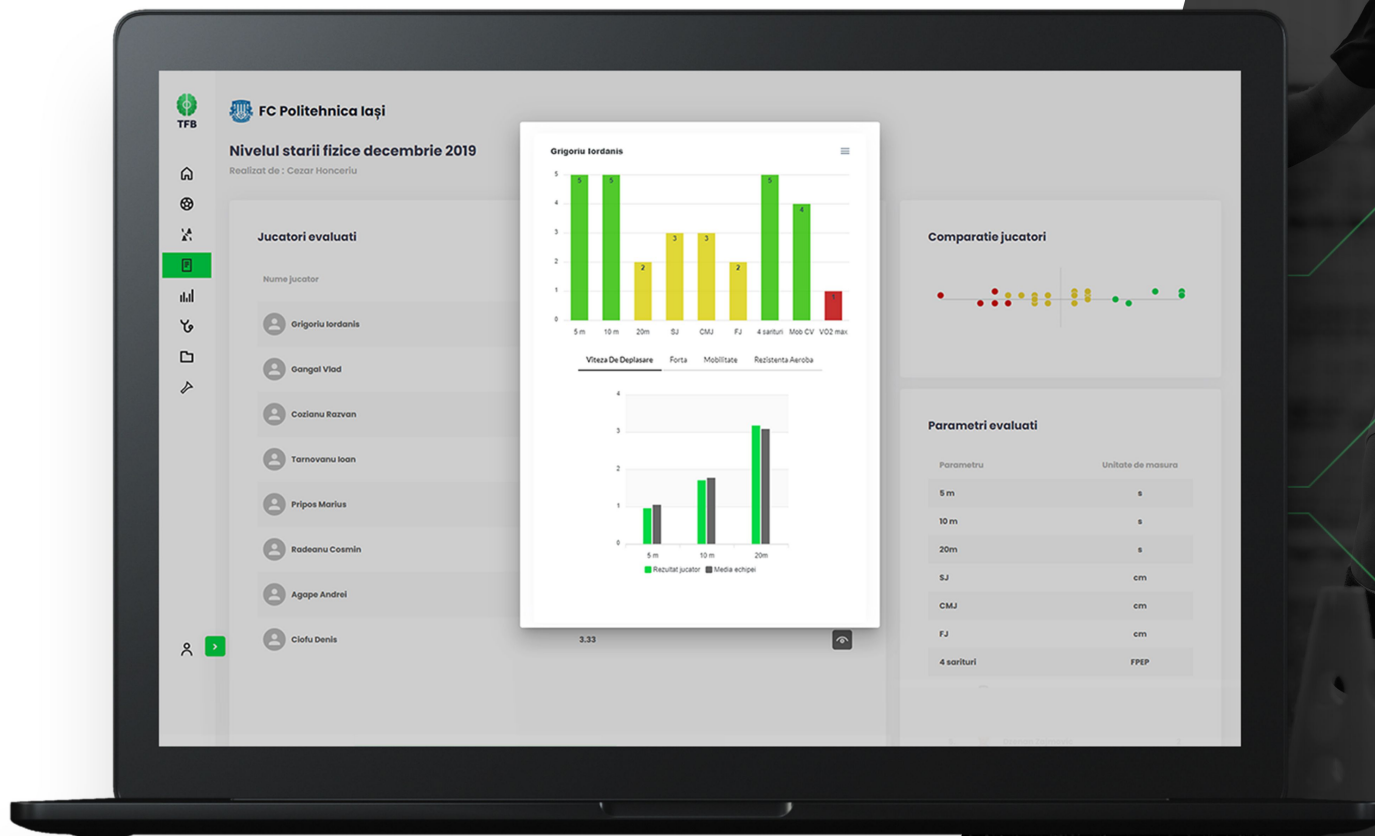 TFB
FC Politehnica Iași
Nivelul starii fizice decembrie 2019
Realizat de : Cezar Honceriu
Jucatori evaluati
Nume jucator
Grigoriu Iordanis
Gangal Vlad
Cozianu Razvan
Tarnovanu Ioan
Pripos Marius
Radeanu Cosmin
Agape Andrei
Ciofu Denis 3.33
Grigoriu Iordanis
5
4
3
2
1
0
5 5 2 3 3 2 5 4 1
5 m 10 m 20m SJ CMJ FJ 4 sarituri Mob CV VO2 max
Viteza De Deplasare Forta Mobilitate Rezistenta Aeroba
4
3
2
1
0
5 m 10 m 20m
Rezultat jucator Media echipei
Comparatie jucatori
Parametri evaluati
Parametru Unitate de masura
5 m s
10 m s
20m s
SJ cm
CMJ cm
FJ cm
4 sarituri FPEP